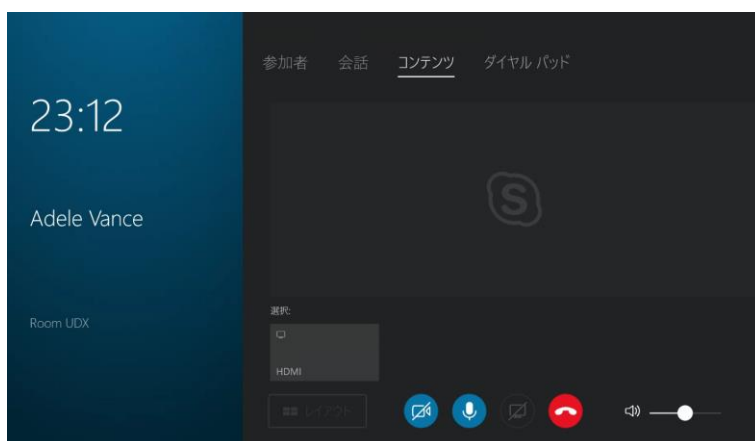 23:12
Adele Vance
Room UDX
参加者 会話 コンテンツ ダイヤル パッド
選択:
HDMI
レイアウト